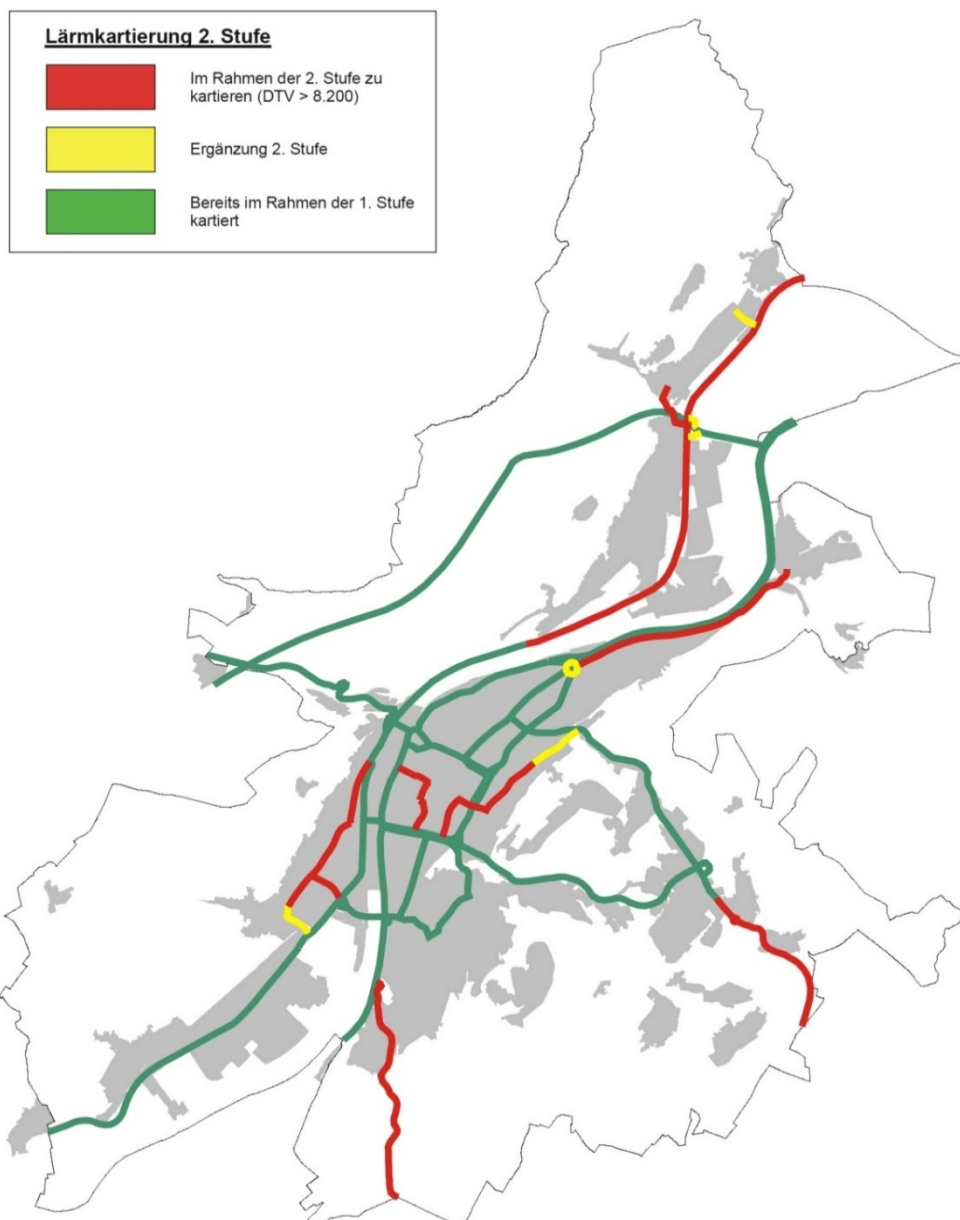 Lärmkartierung 2. Stufe
Im Rahmen der 2. Stufe zu
kartieren (DTV > 8.200)
Ergänzung 2. Stufe
Bereits im Rahmen der 1. Stufe
kartiert